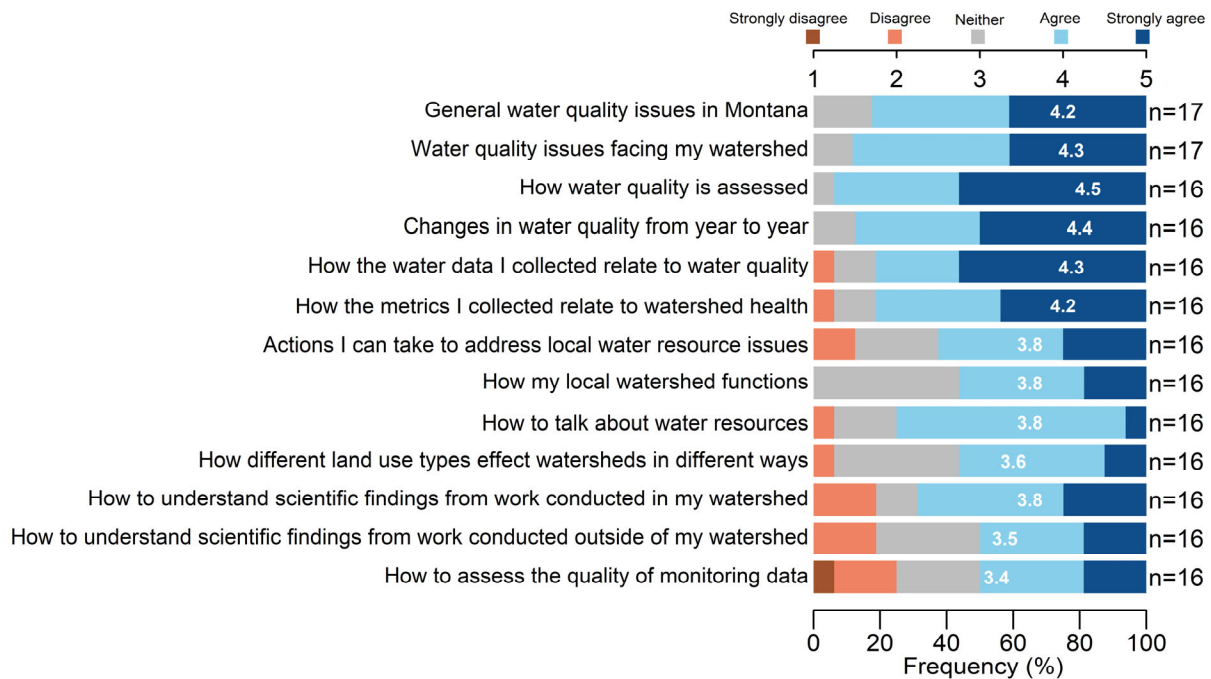 Strongly disagree Disagree Neither Agree Strongly agree
1 2 3 4 5
General water quality issues in Montana 4.2 n=17
Water quality issues facing my watershed 4.3 n=17
How water quality is assessed 4.5 n=16
Changes in water quality from year to year 4.4 n=16
How the water data I collected relate to water quality 4.3 n=16
How the metrics I collected relate to watershed health 4.2 n=16
Actions I can take to address local water resource issues 3.8 n=16
How my local watershed functions 3.8 n=16
How to talk about water resources 3.8 n=16
How different land use types effect watersheds in different ways 3.6 n=16
How to understand scientific findings from work conducted in my watershed 3.8 n=16
How to understand scientific findings from work conducted outside of my watershed 3.5 n=16
How to assess the quality of monitoring data 3.4 n=16
0 20 40 60 80 100
Frequency (%)